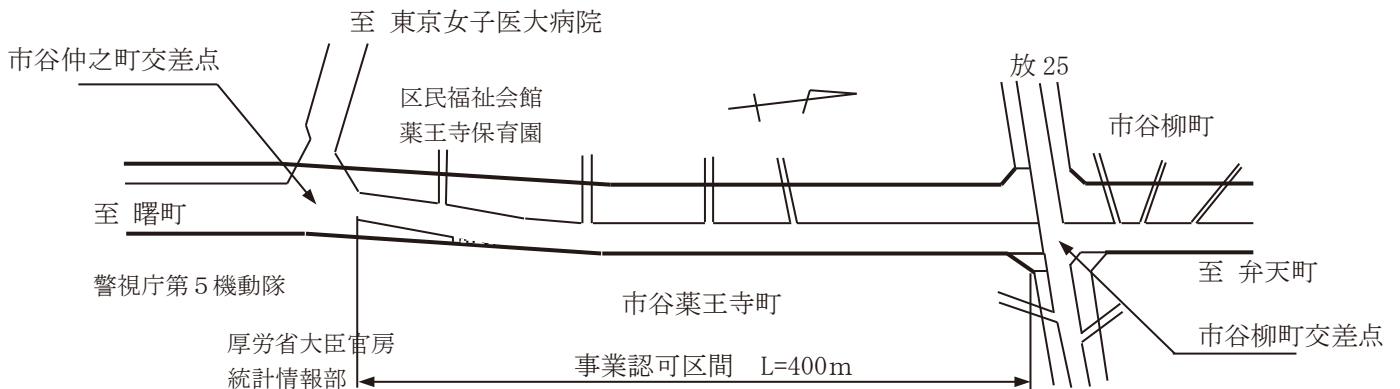 至 東京女子医大病院
市谷仲之町交差点
放 25
区民福祉会館
薬王寺保育園
市谷柳町
至 曙町
至 弁天町
警視庁第５機動隊
市谷薬王寺町
市谷柳町交差点
厚労省大臣官房
統計情報部
事業認可区間 L=400m